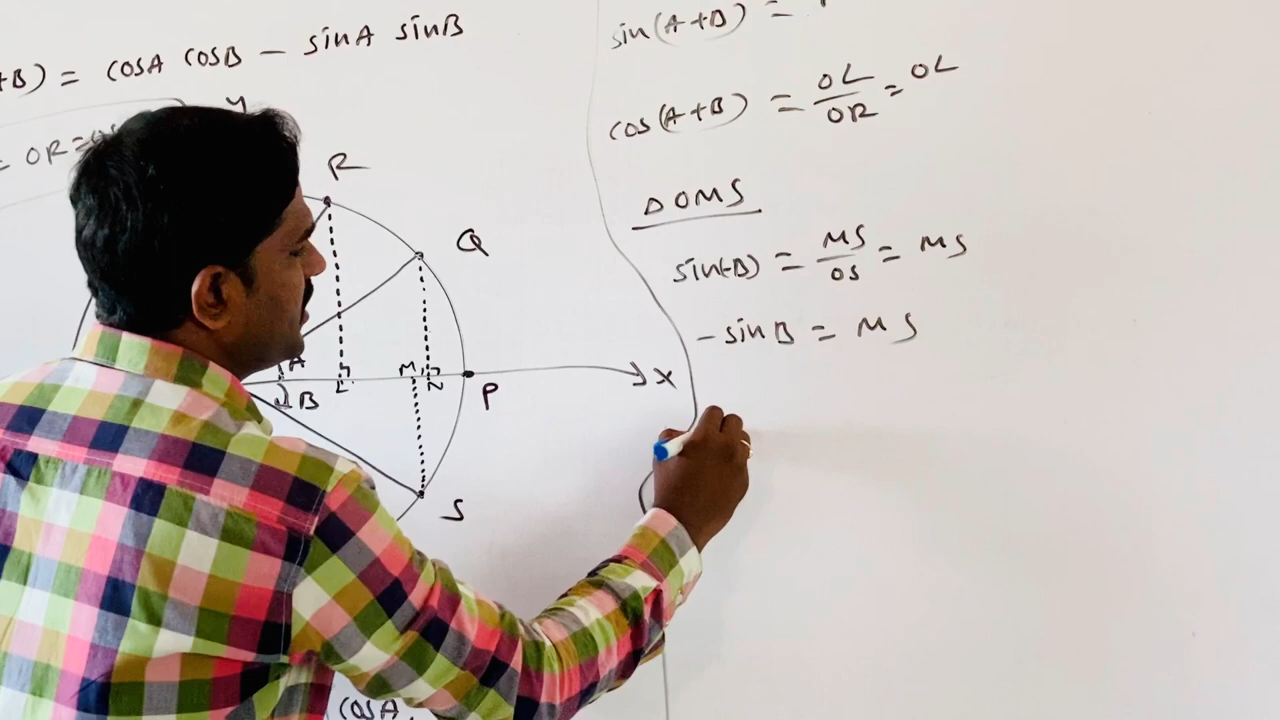 +B) = cosA cosB - sinA sinB
= OR =
Y
R
Q
A
B
L
M
N
P
X
S
cosA,
sin(A+B) =
cos(A+B) = OL/OR = OL
ΔOMS
sin(-B) = MS/OS = MS
-sinB = MS